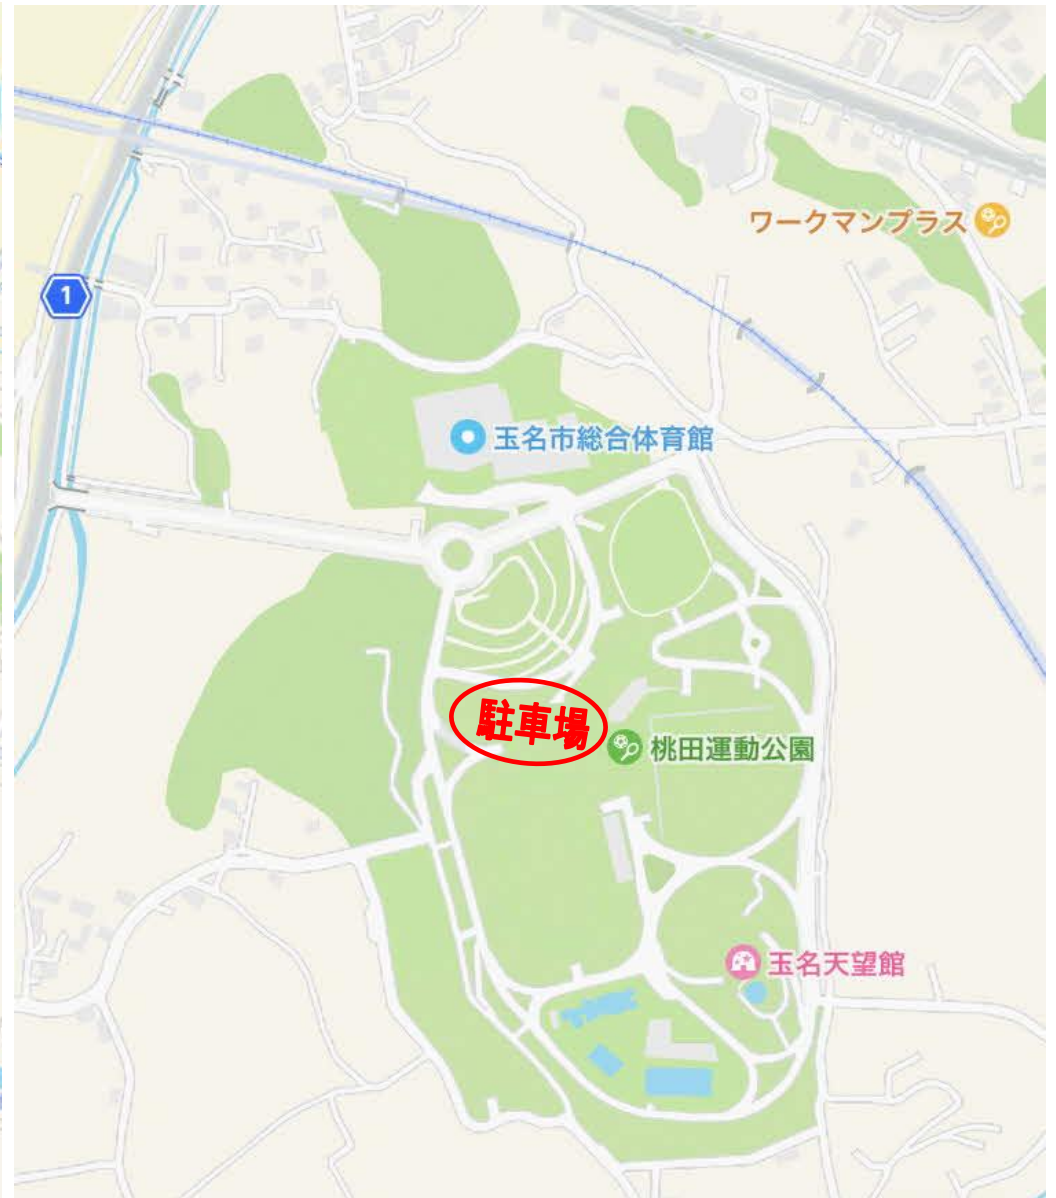 ワークマンプラス
1
玉名市総合体育館
駐車場
桃田運動公園
玉名天望館